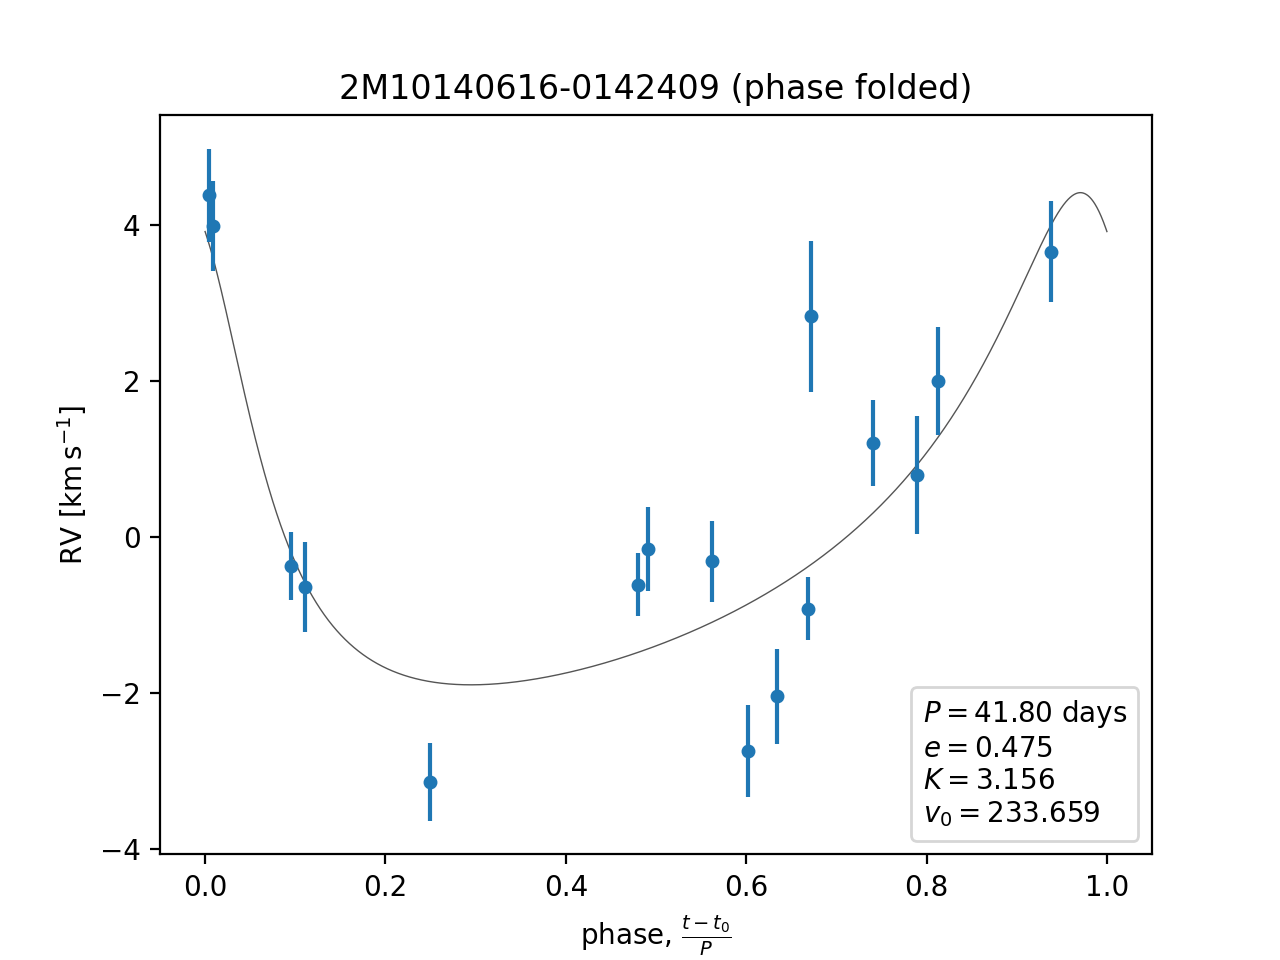 2M10140616-0142409 (phase folded)
RV [km s⁻¹]
4
2
0
−2
−4
0.0 0.2 0.4 0.6 0.8 1.0
phase, (t − t₀)/P
P = 41.80 days
e = 0.475
K = 3.156
v₀ = 233.659